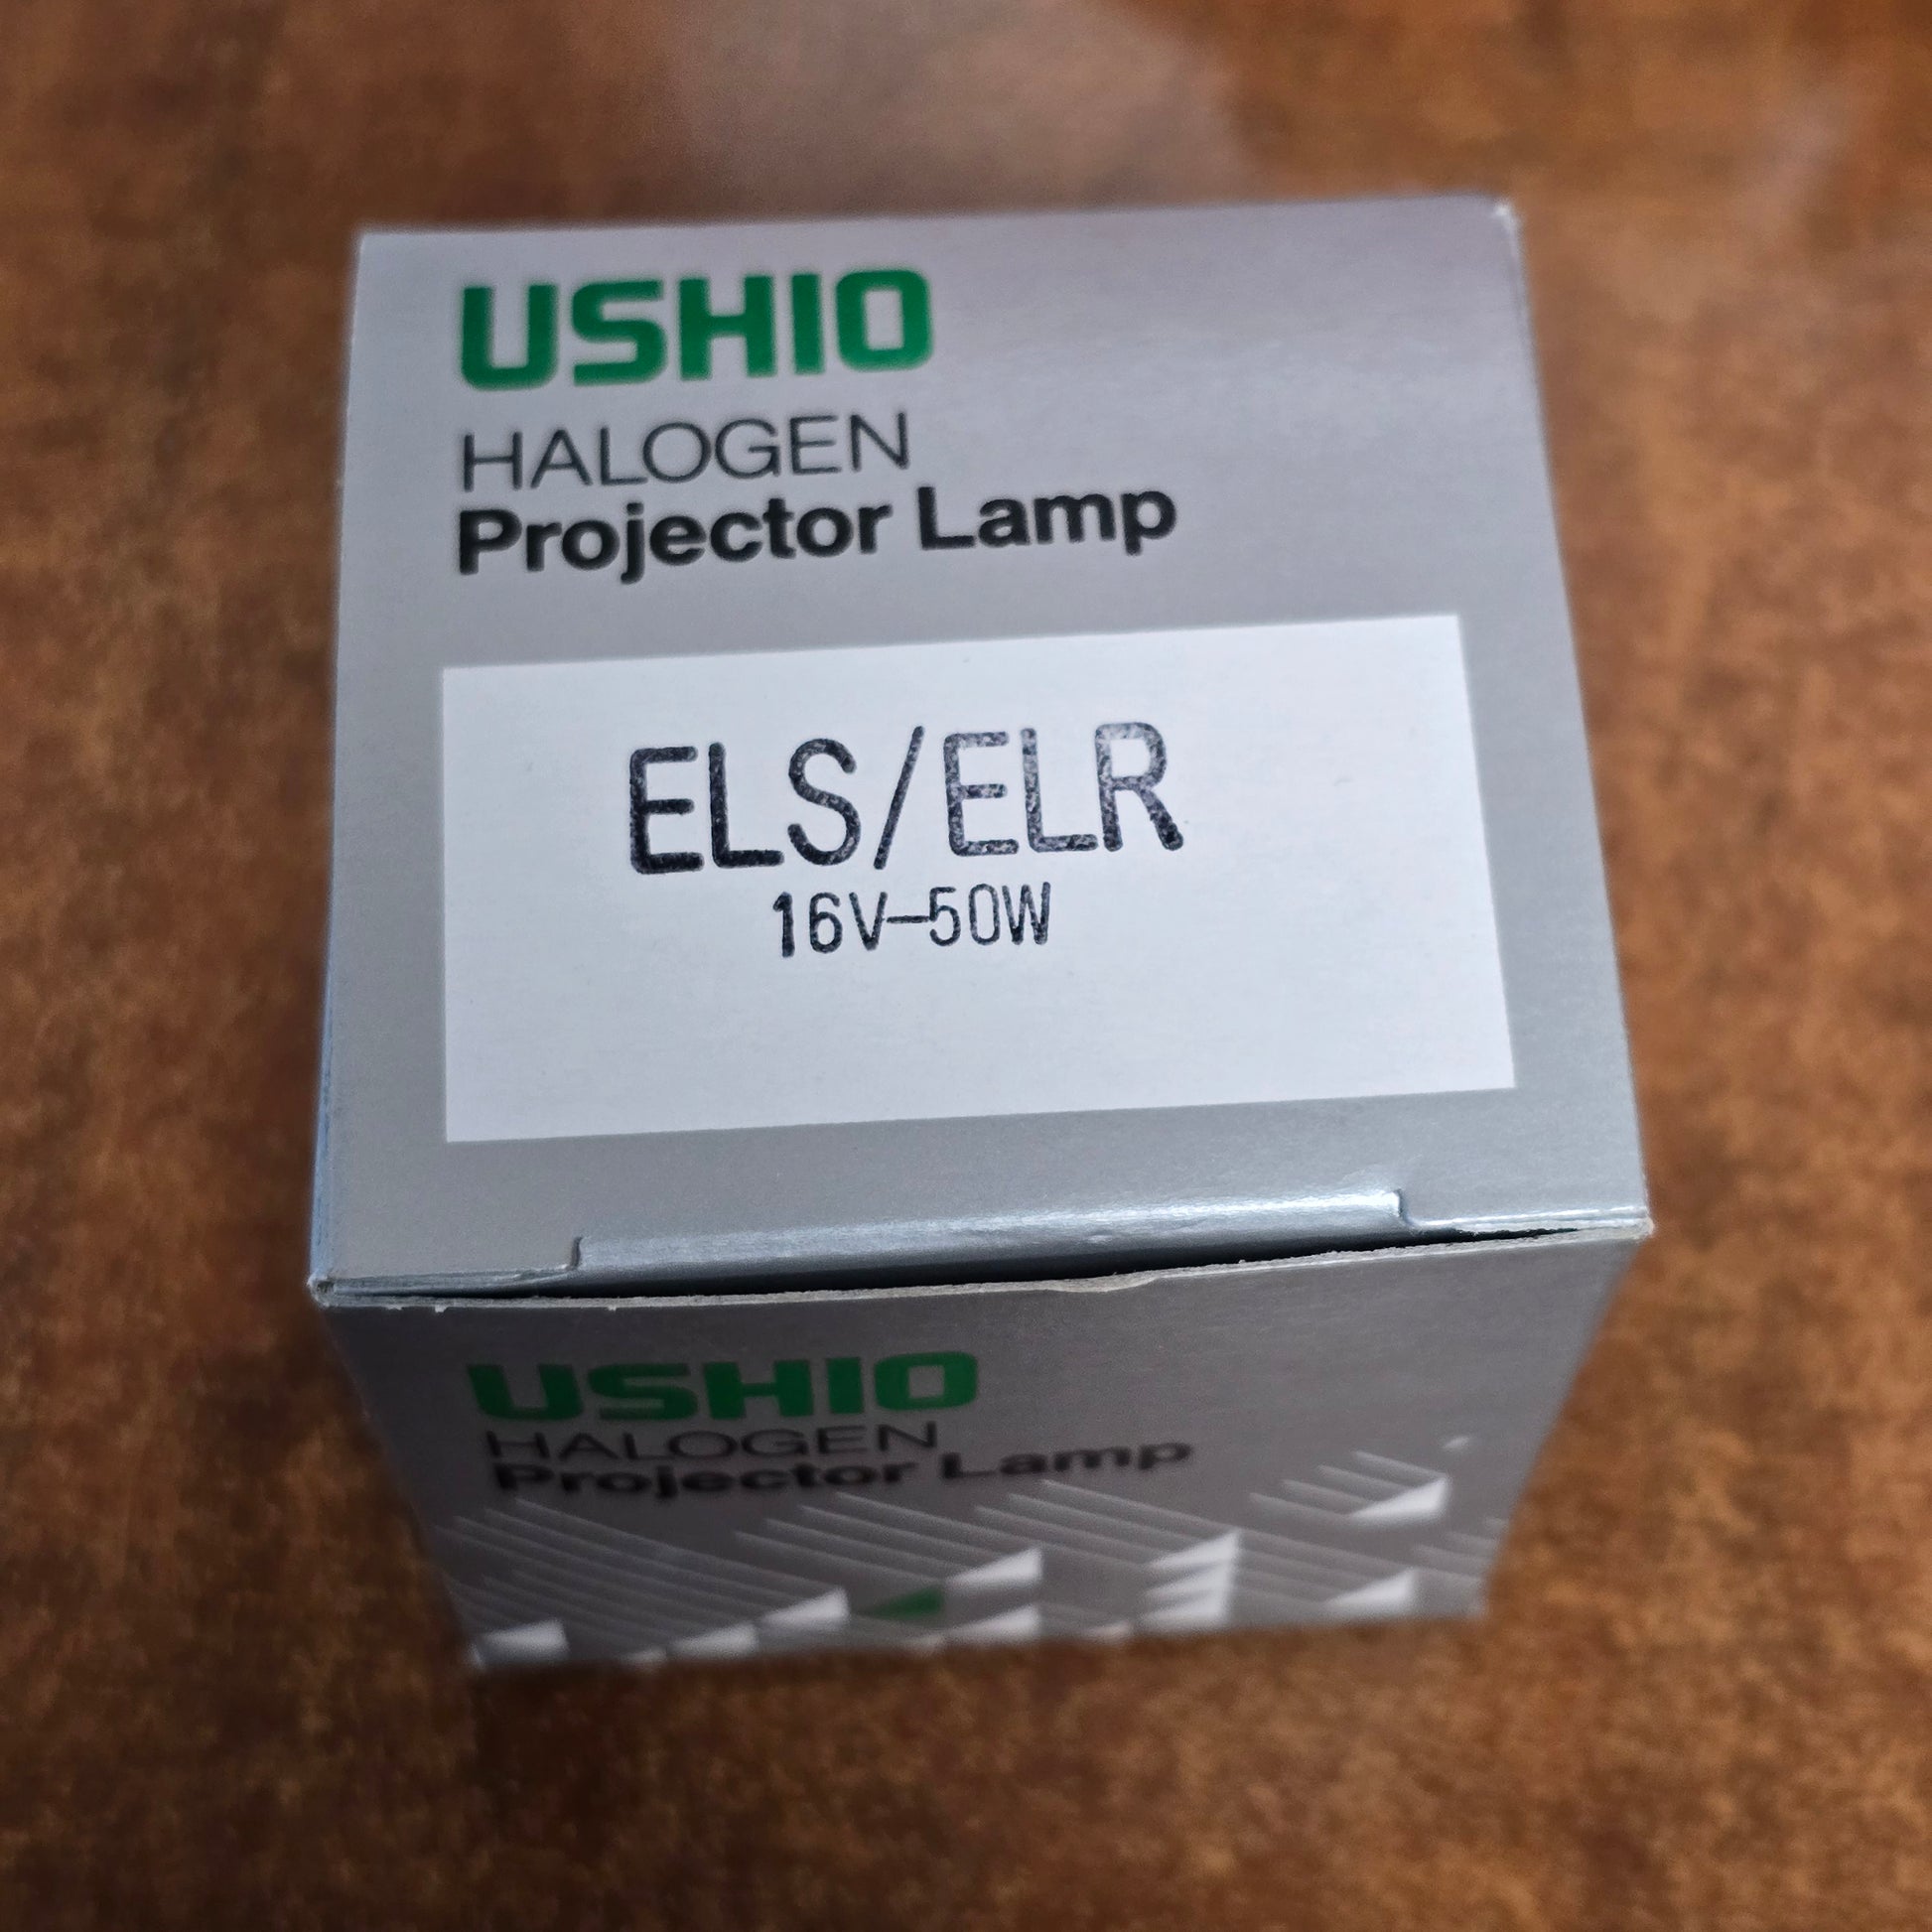 USHIO
HALOGEN
Projector Lamp
ELS/ELR
16V-50W
USHIO
HALOGEN
Projector Lamp